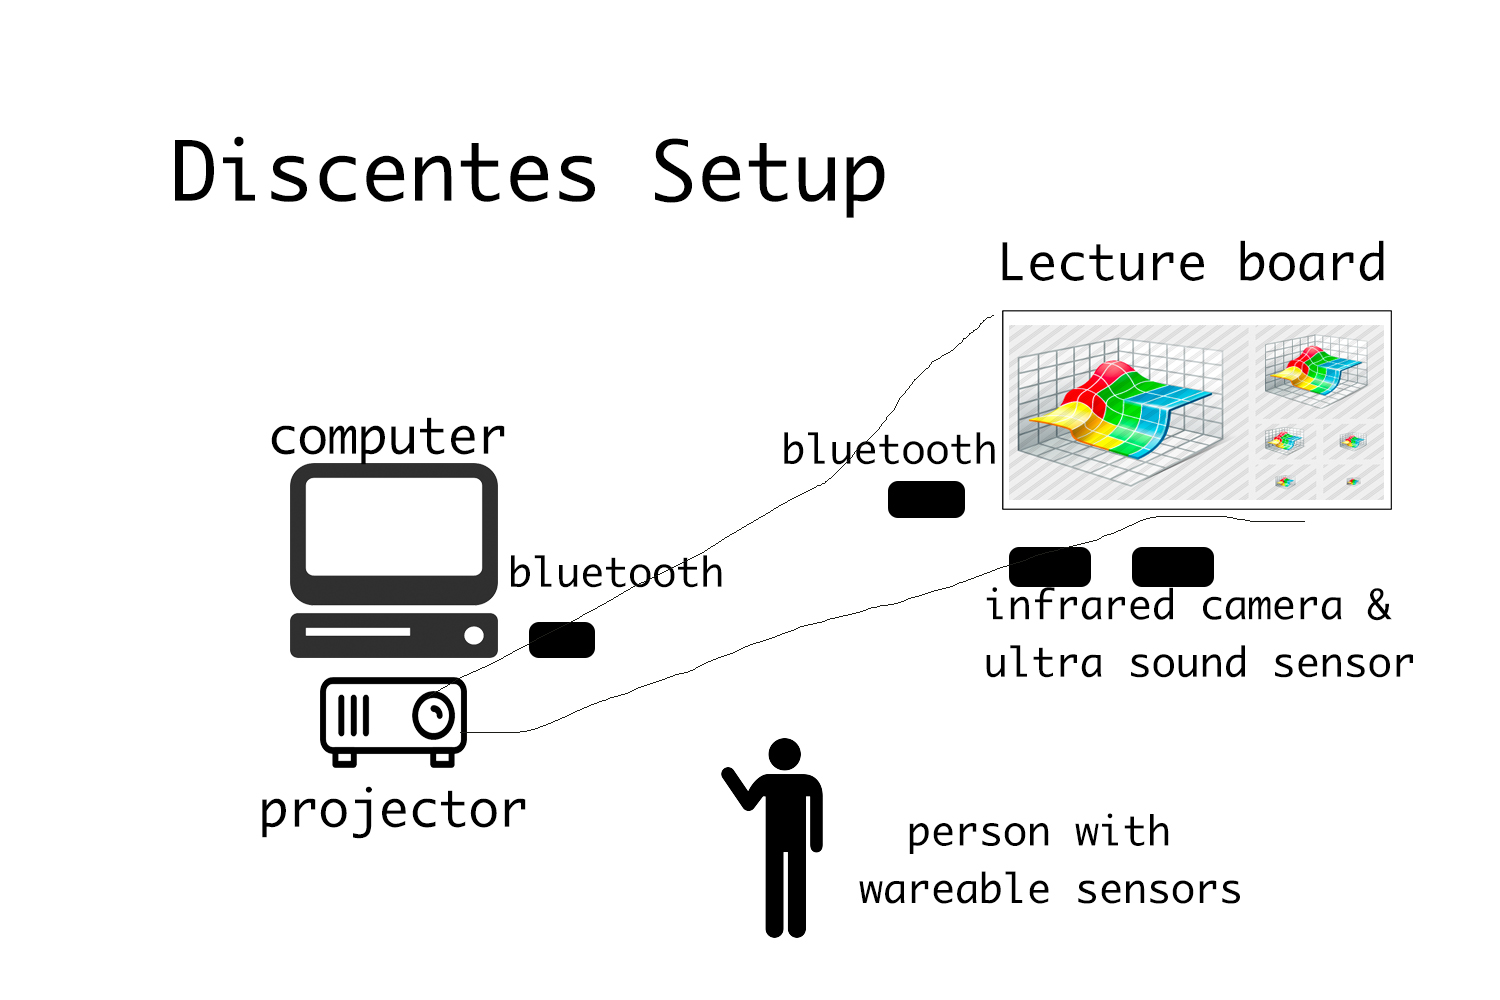 Discentes Setup
Lecture board
computer
bluetooth
bluetooth
infrared camera &
ultra sound sensor
projector
person with
wareable sensors